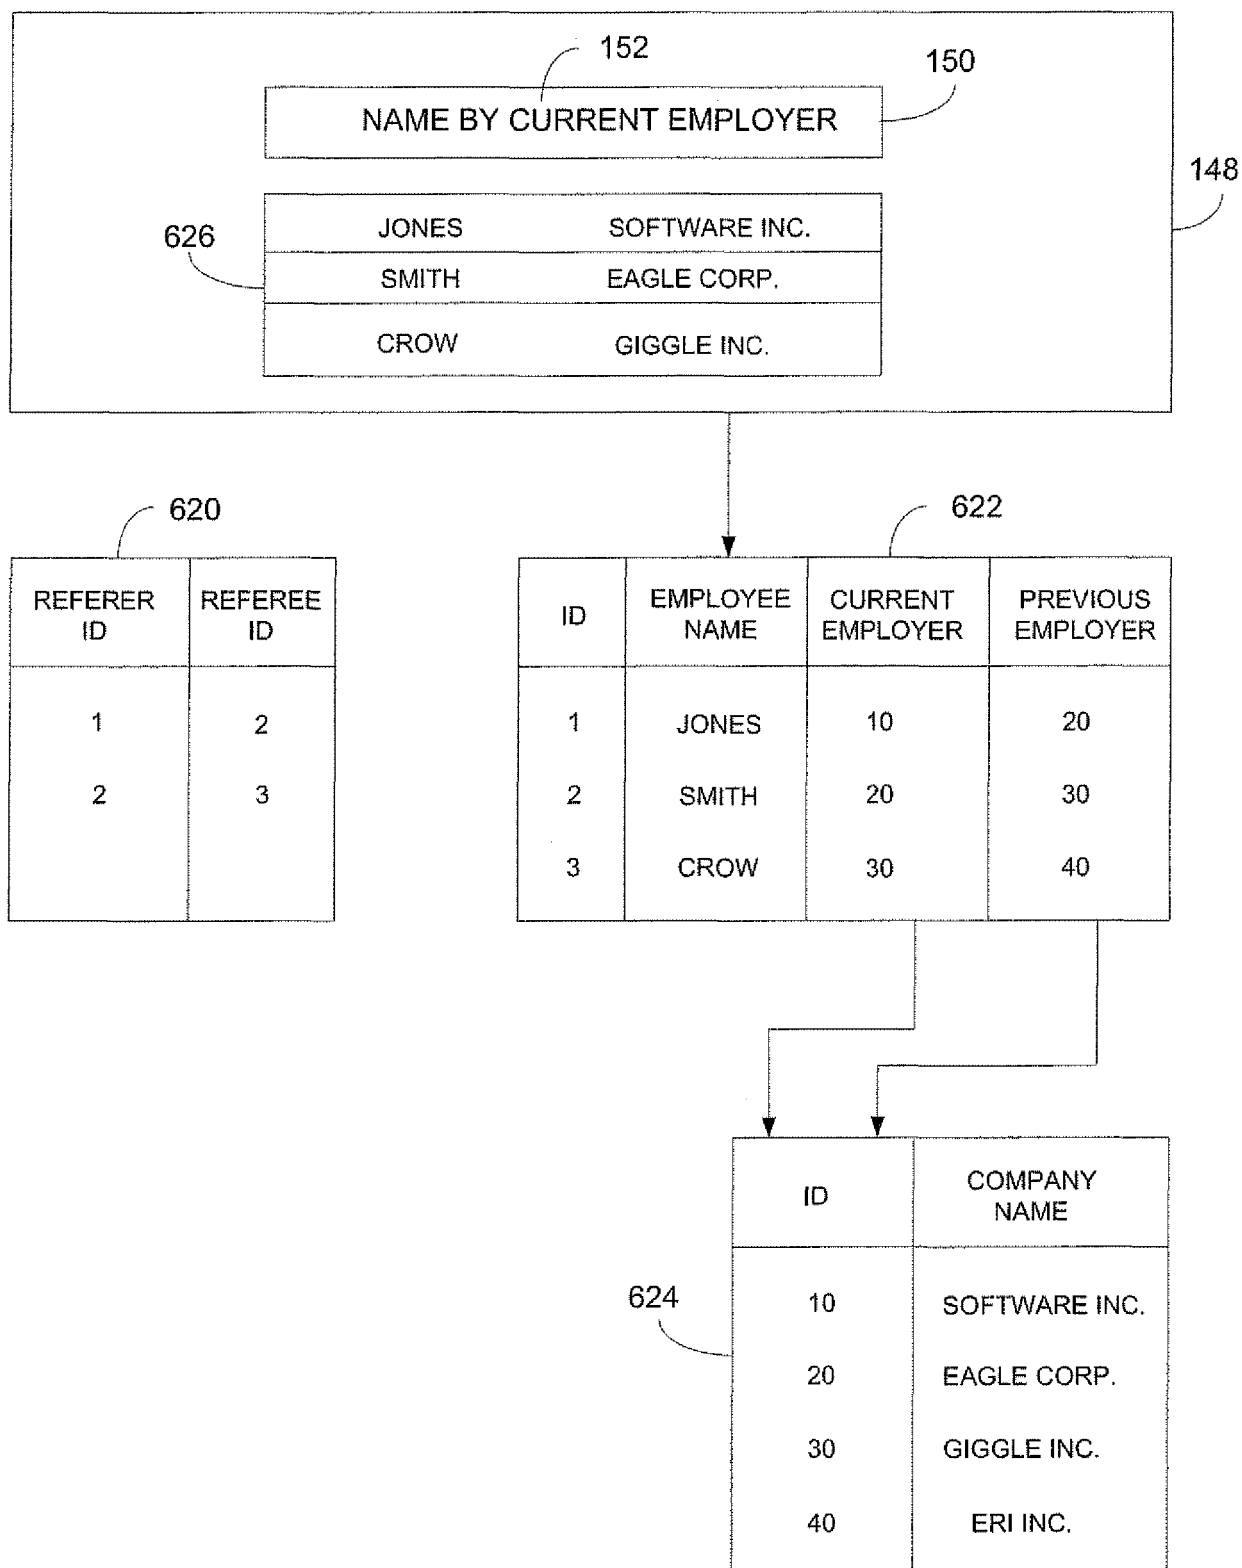 152
150
NAME BY CURRENT EMPLOYER
148
626
JONES SOFTWARE INC.
SMITH EAGLE CORP.
CROW GIGGLE INC.
620
622
REFERER ID REFEREE ID
ID EMPLOYEE NAME CURRENT EMPLOYER PREVIOUS EMPLOYER
1 2
2 3
1 JONES 10 20
2 SMITH 20 30
3 CROW 30 40
624
ID COMPANY NAME
10 SOFTWARE INC.
20 EAGLE CORP.
30 GIGGLE INC.
40 ERI INC.